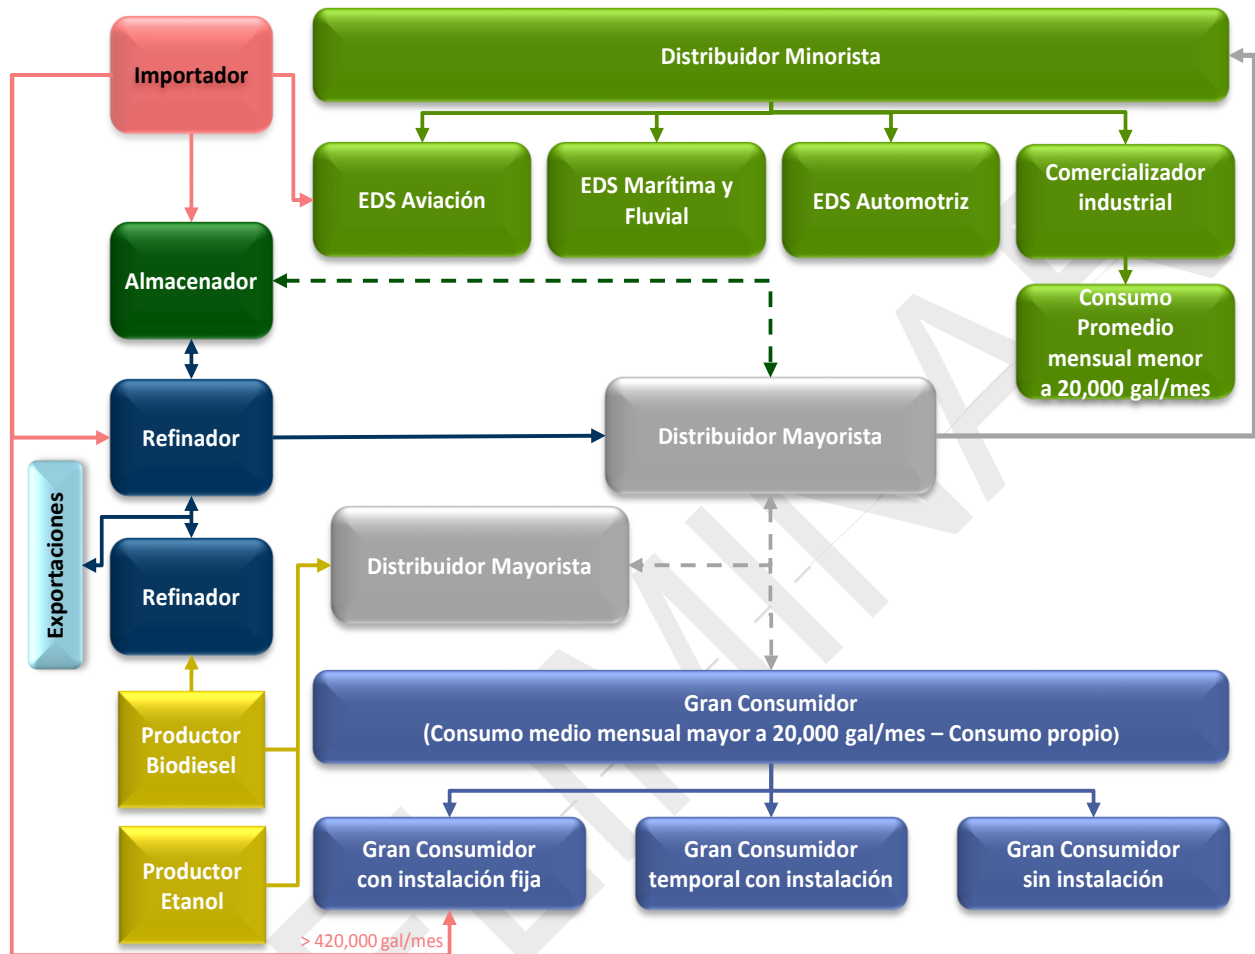 Importador
Distribuidor Minorista
EDS Aviación
EDS Marítima y
Fluvial
EDS Automotriz
Comercializador
industrial
Almacenador
Consumo
Promedio
mensual menor
a 20,000 gal/mes
Refinador
Distribuidor Mayorista
Exportaciones
Distribuidor Mayorista
Refinador
Productor
Biodiesel
Gran Consumidor
(Consumo medio mensual mayor a 20,000 gal/mes – Consumo propio)
Productor
Etanol
Gran Consumidor
con instalación fija
Gran Consumidor
temporal con instalación
Gran Consumidor
sin instalación
> 420,000 gal/mes